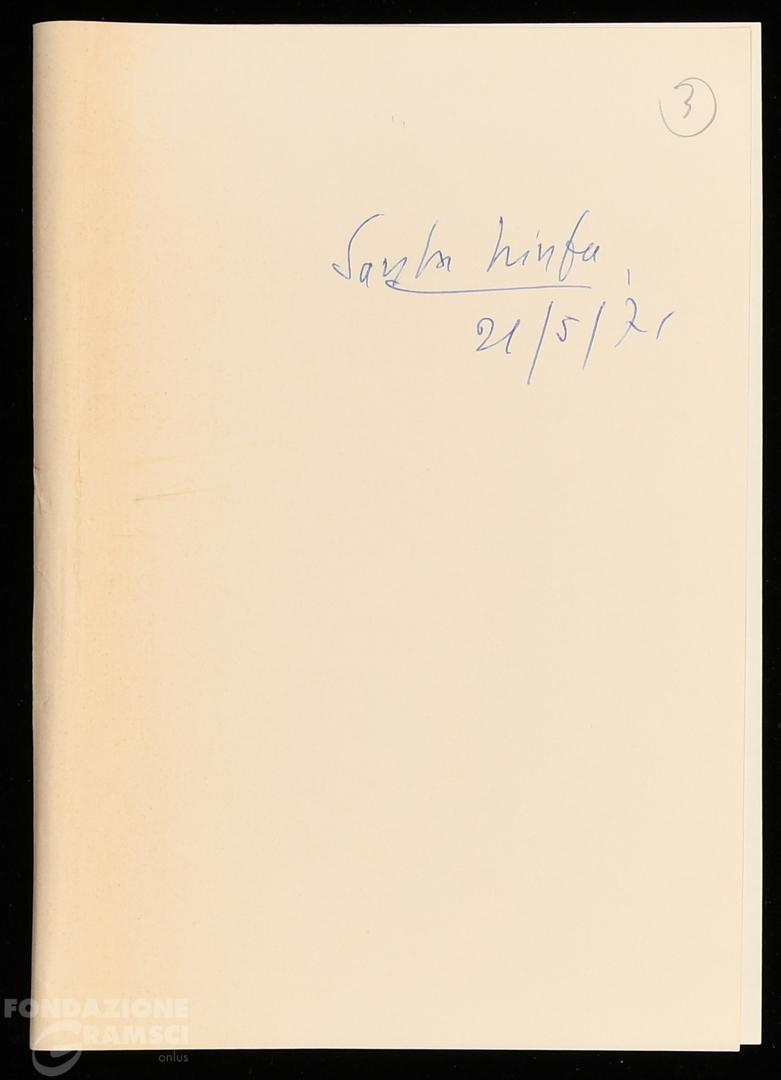 3
Santa Ninfa,
21/5/71
FONDAZIONE
GRAMSCI
onlus